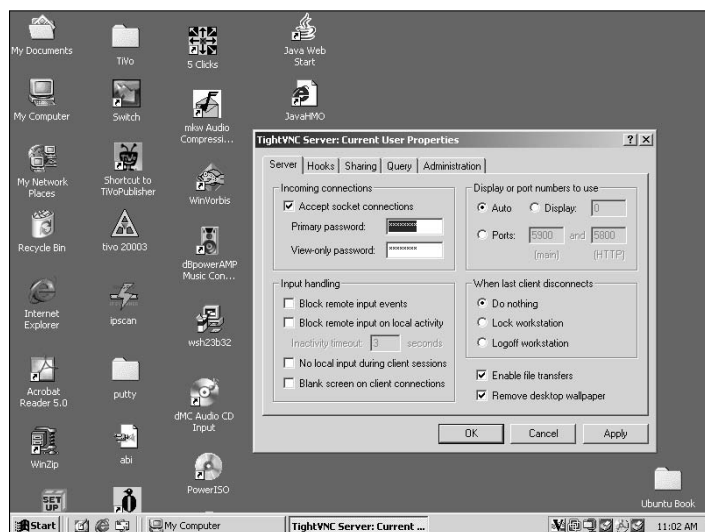 My Documents
TiVo
5 Clicks
Java Web
Start
My Computer
Switch
mkw Audio
Compressi...
JavaHMO
My Network
Places
Shortcut to
TiVoPublisher
WinVorbis
Recycle Bin
tivo 20003
dBpowerAMP
Music Con...
Internet
Explorer
ipscan
wsh23b32
Acrobat
Reader 5.0
putty
dMC Audio CD
Input
WinZip
abi
PowerISO
SET
UP
Ubuntu Book
TightVNC Server: Current User Properties
Server Hooks Sharing Query Administration
Incoming connections
Accept socket connections
Primary password: ********
View-only password: ********
Display or port numbers to use
Auto Display: 0
Ports: 5900 and 5800
(main) (HTTP)
Input handling
Block remote input events
Block remote input on local activity
Inactivity timeout: 3 seconds
No local input during client sessions
Blank screen on client connections
When last client disconnects
Do nothing
Lock workstation
Logoff workstation
Enable file transfers
Remove desktop wallpaper
OK Cancel Apply
Start My Computer TightVNC Server: Current ... 11:02 AM